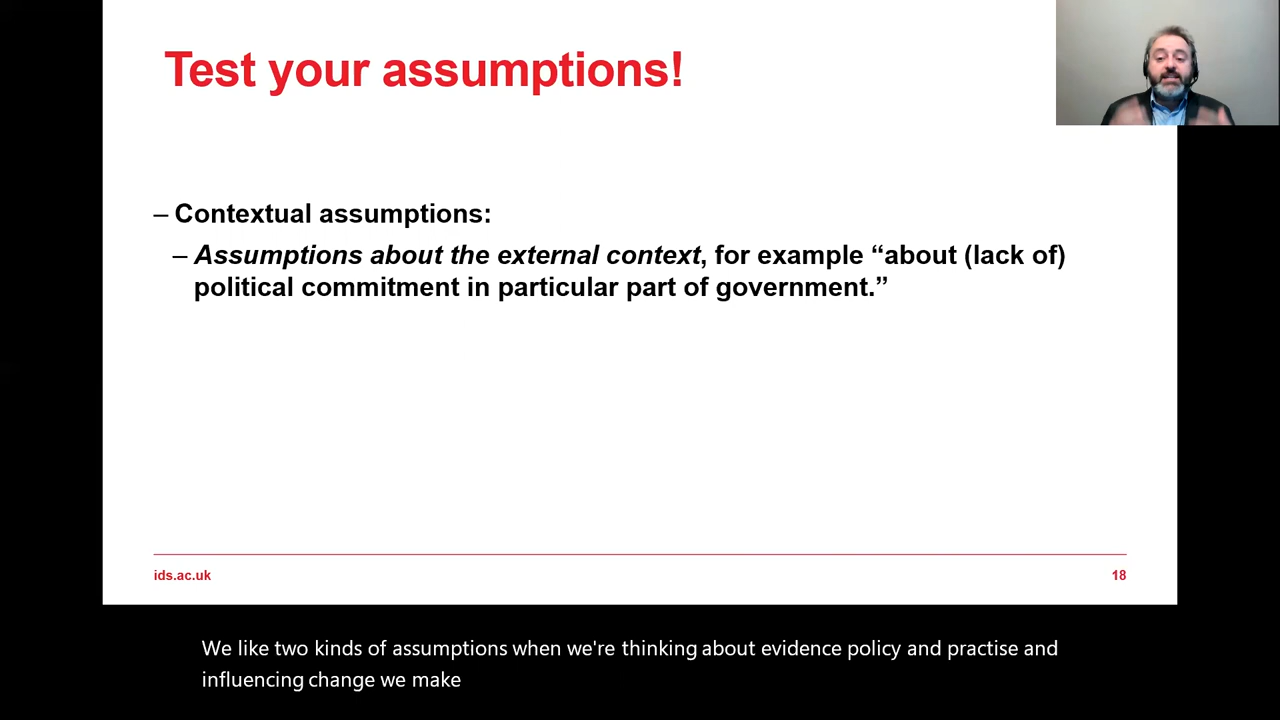 Test your assumptions!
– Contextual assumptions:
– Assumptions about the external context, for example “about (lack of)
political commitment in particular part of government.”
ids.ac.uk
18
We like two kinds of assumptions when we're thinking about evidence policy and practise and
influencing change we make